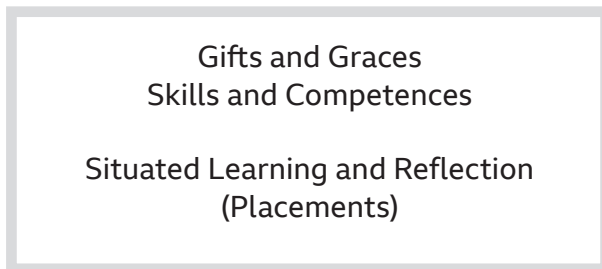 Gifts and Graces
Skills and Competences
Situated Learning and Reflection
(Placements)